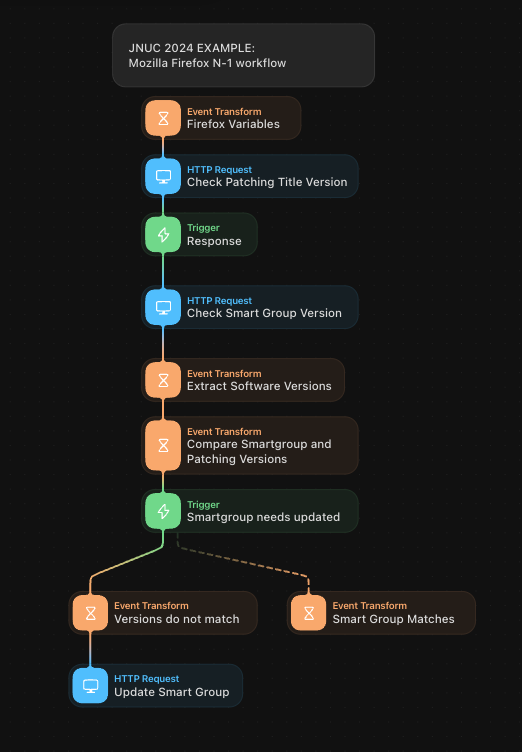 JNUC 2024 EXAMPLE:
Mozilla Firefox N-1 workflow
Event Transform
Firefox Variables
HTTP Request
Check Patching Title Version
Trigger
Response
HTTP Request
Check Smart Group Version
Event Transform
Extract Software Versions
Event Transform
Compare Smartgroup and
Patching Versions
Trigger
Smartgroup needs updated
Event Transform
Versions do not match
Event Transform
Smart Group Matches
HTTP Request
Update Smart Group